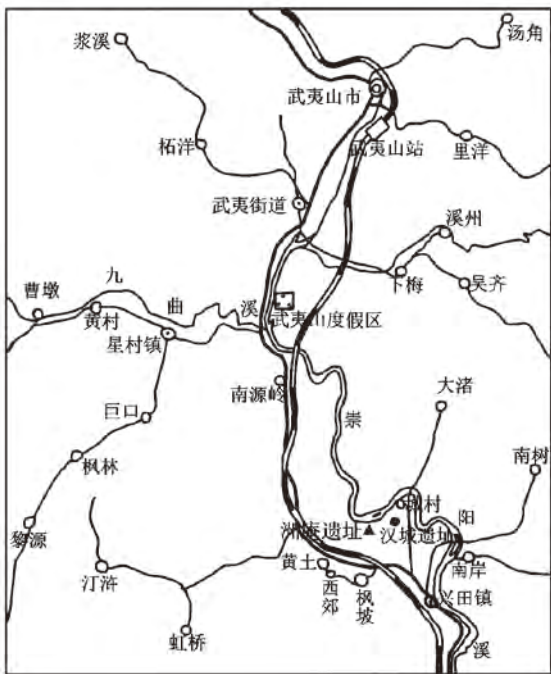 汤角
浆溪
武夷山市
柘洋
武夷山站
里洋
武夷街道
溪州
下梅
吴齐
九
曲
溪
曹墩
黄村
星村镇
武夷山度假区
南源岭
大渚
崇
巨口
枫林
南树
城村
阳
汉城遗址
黎源
黄土
西郊
枫坡
南岸
汀浒
兴田镇
虹桥
溪